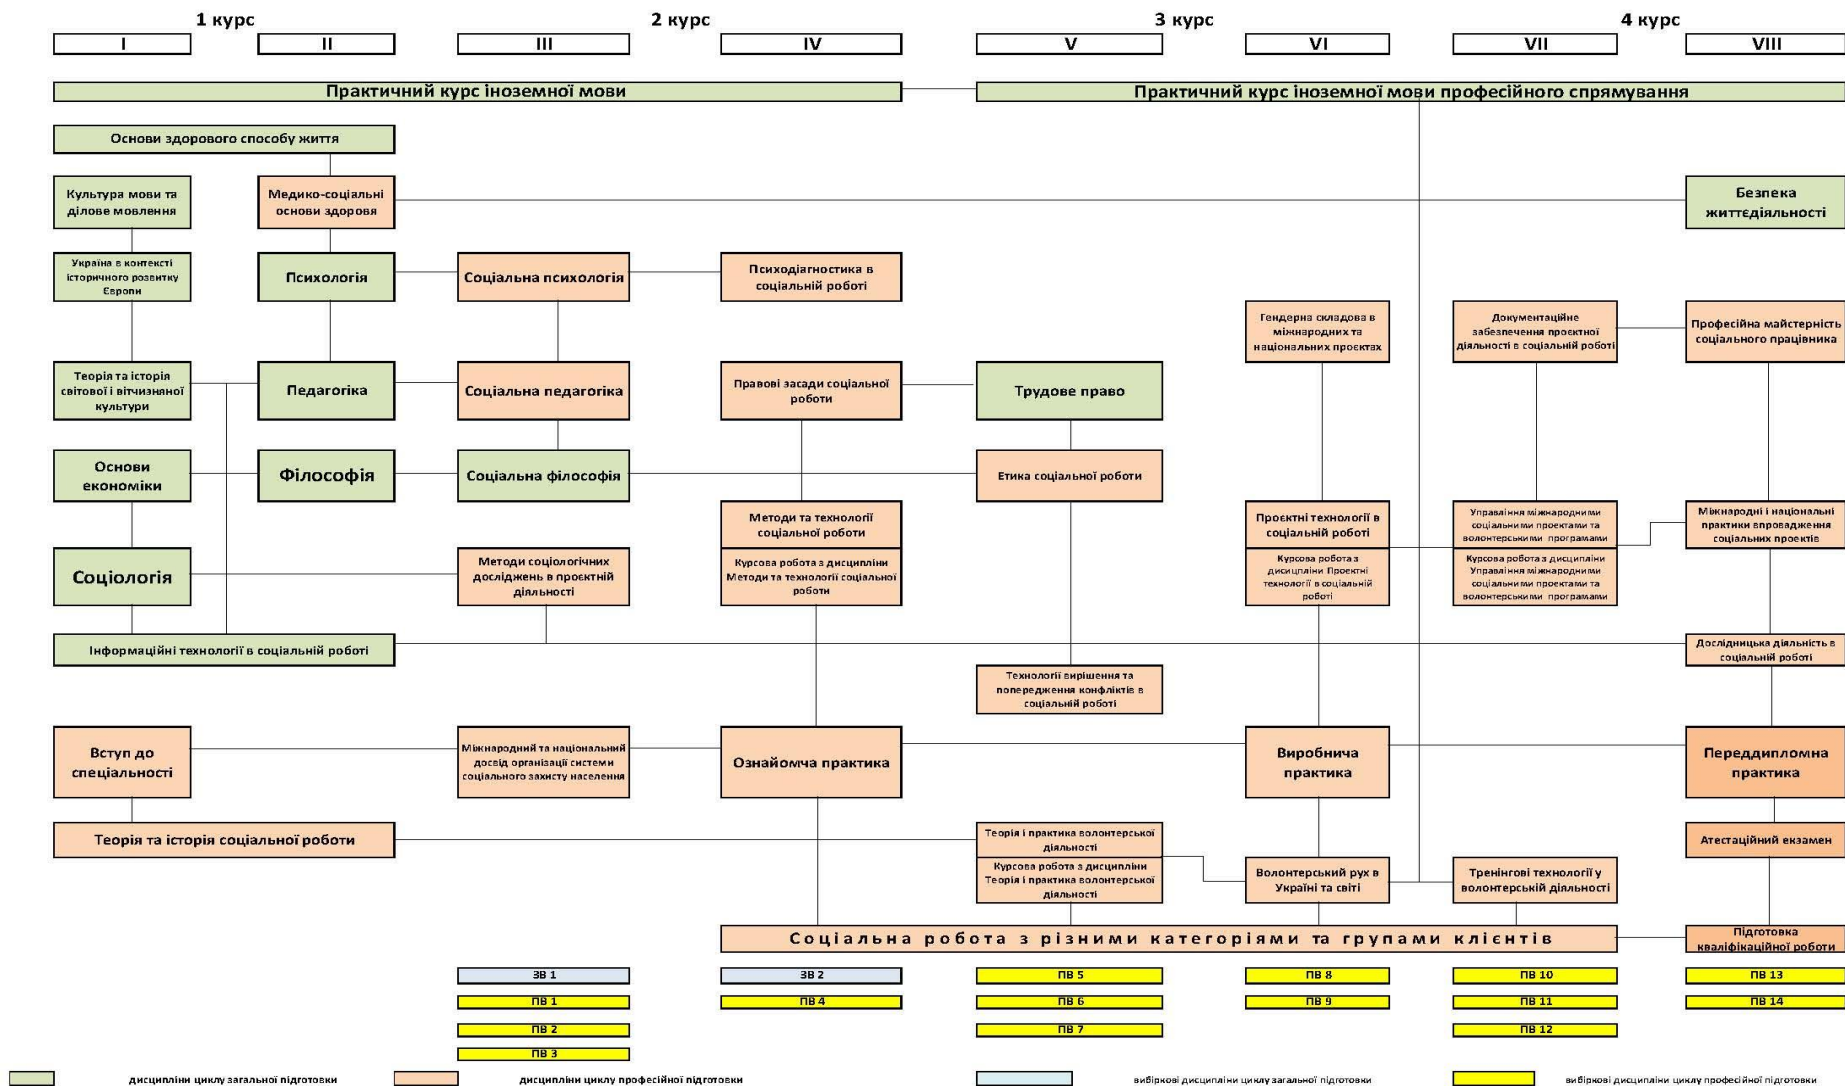 1 курс
2 курс
3 курс
4 курс
I
II
III
IV
V
VI
VII
VIII
Практичний курс іноземної мови
Практичний курс іноземної мови професійного спрямування
Основи здорового способу життя
Культура мови та
ділове мовлення
Медико-соціальні
основи здоровя
Безпека
життєдіяльності
Україна в контексті
історичного розвитку
Європи
Психологія
Соціальна психологія
Психодіагностика в
соціальній роботі
Гендерна складова в
міжнародних та
національних проєктах
Документаційне
забезпечення проєктної
діяльності в соціальній роботі
Професійна майстерність
соціального працівника
Теорія та історія
світової і вітчизняної
культури
Педагогіка
Соціальна педагогіка
Правові засади соціальної
роботи
Трудове право
Основи
економіки
Філософія
Соціальна філософія
Етика соціальної роботи
Методи та технології
соціальної роботи
Курсова робота з дисципліни
Методи та технології соціальної
роботи
Проєктні технології в
соціальній роботі
Курсова робота з
дисиципліни Проєктні
технології в соціальній
роботі
Управління міжнародними
соціальними проектами та
волонтерськими програмами
Курсова робота з дисципліни
Управління міжнародними
соціальними проектами та
волонтерськими програмами
Міжнародні і національні
практики впровадження
соціальних проектів
Соціологія
Методи соціологічних
досліджень в проєктній
діяльності
Інформаційні технології в соціальній роботі
Дослідницька діяльність в
соціальній роботі
Технології вирішення та
попередження конфліктів в
соціальній роботі
Вступ до
спеціальності
Міжнародний та національний
досвід організації системи
соціального захисту населення
Ознайомча практика
Виробнича
практика
Переддипломна
практика
Теорія та історія соціальної роботи
Теорія і практика волонтерської
діяльності
Курсова робота з дисципліни
Теорія і практика волонтерської
діяльності
Волонтерський рух в
Україні та світі
Тренінгові технології у
волонтерській діяльності
Атестаційний екзамен
Соціальна робота з різними категоріями та групами клієнтів
Підготовка
кваліфікаційної роботи
ЗВ 1
ЗВ 2
ПВ 5
ПВ 8
ПВ 10
ПВ 13
ПВ 1
ПВ 4
ПВ 6
ПВ 9
ПВ 11
ПВ 14
ПВ 2
ПВ 7
ПВ 12
ПВ 3
дисципліни циклу загальної підготовки
дисципліни циклу професійної підготовки
вибіркові дисципліни циклу загальної підготовки
вибіркові дисципліни циклу професійної підготовки